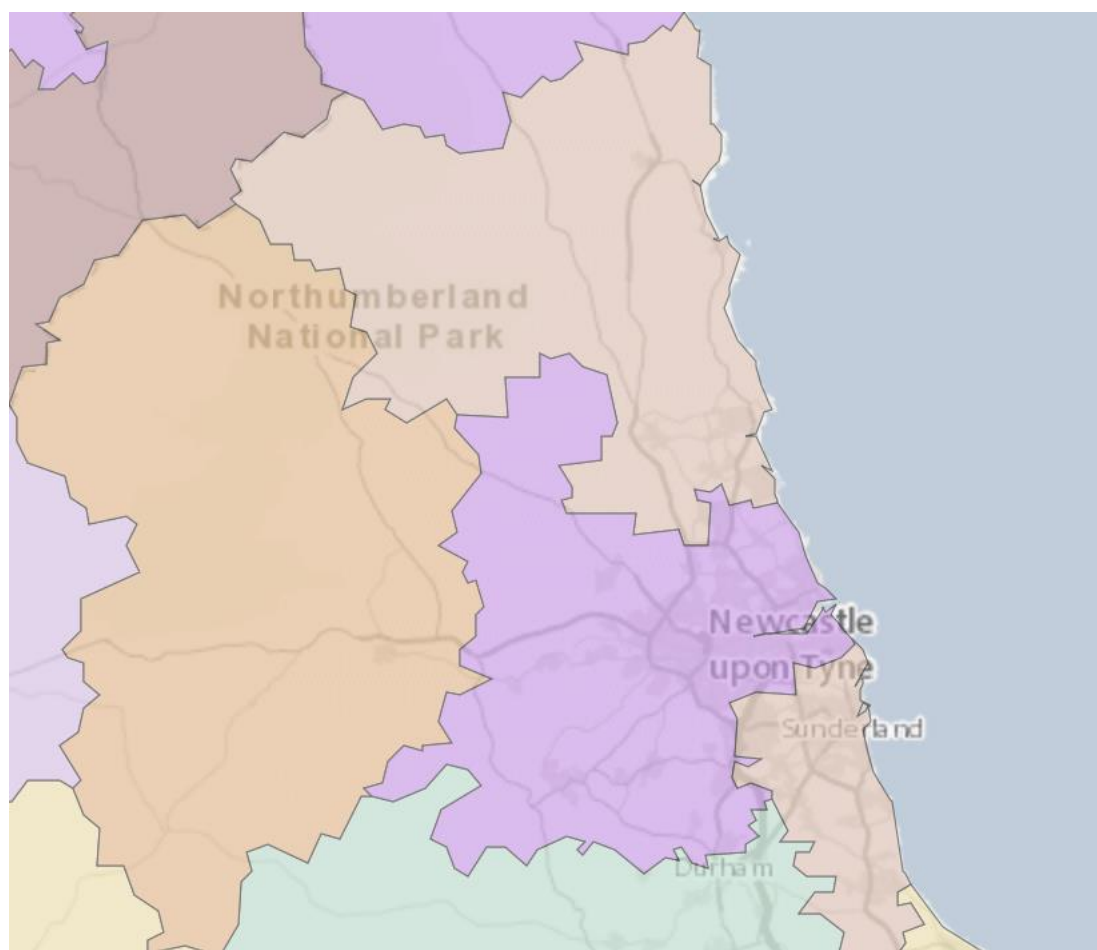 Northumberland
National Park
Newcastle
upon Tyne
Sunderland
Durham